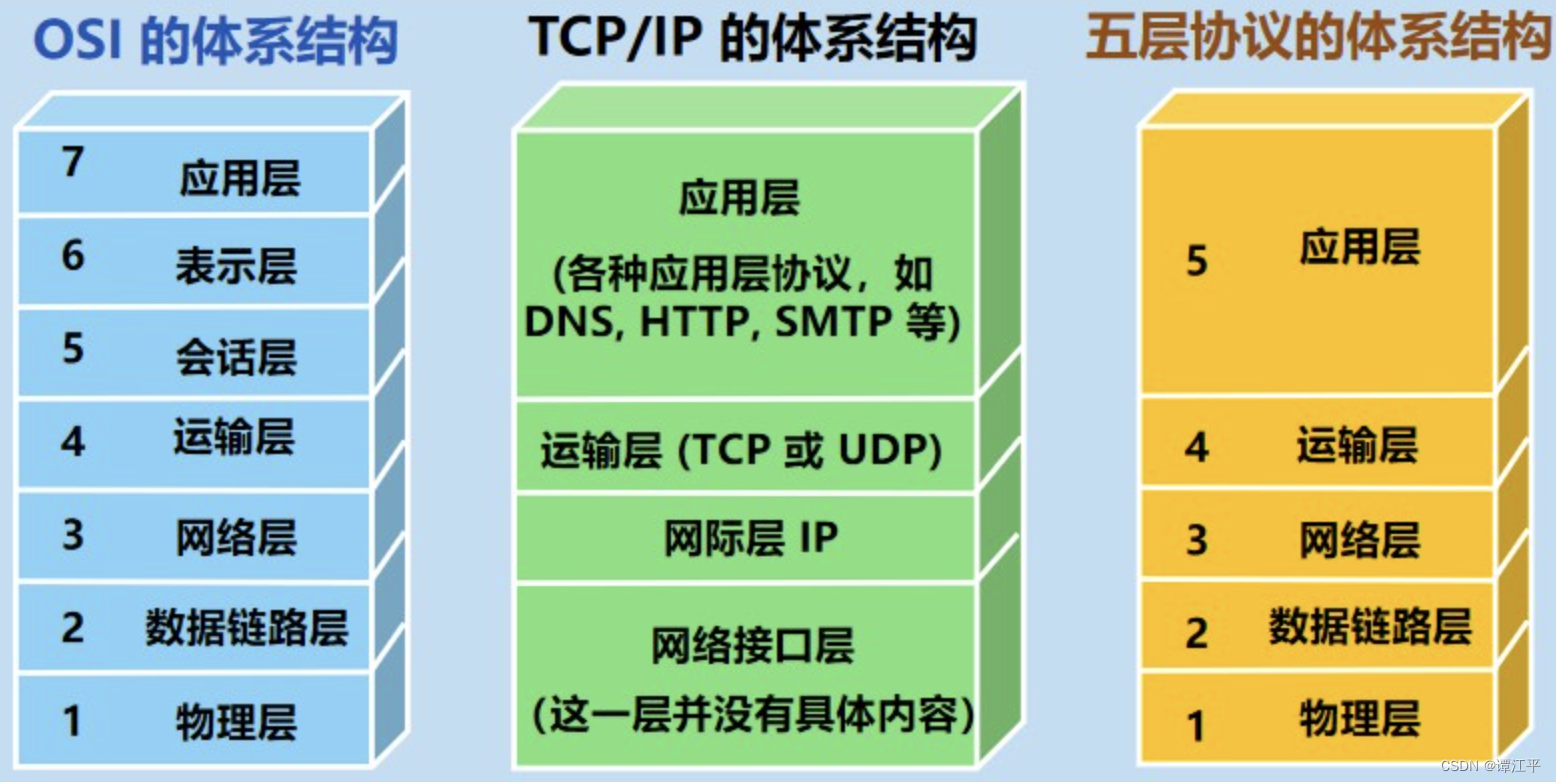 OSI 的体系结构
7 应用层
6 表示层
5 会话层
4 运输层
3 网络层
2 数据链路层
1 物理层
TCP/IP 的体系结构
应用层
(各种应用层协议，如
DNS, HTTP, SMTP 等)
运输层 (TCP 或 UDP)
网际层 IP
网络接口层
（这一层并没有具体内容）
五层协议的体系结构
5 应用层
4 运输层
3 网络层
2 数据链路层
1 物理层
CSDN @谭江平